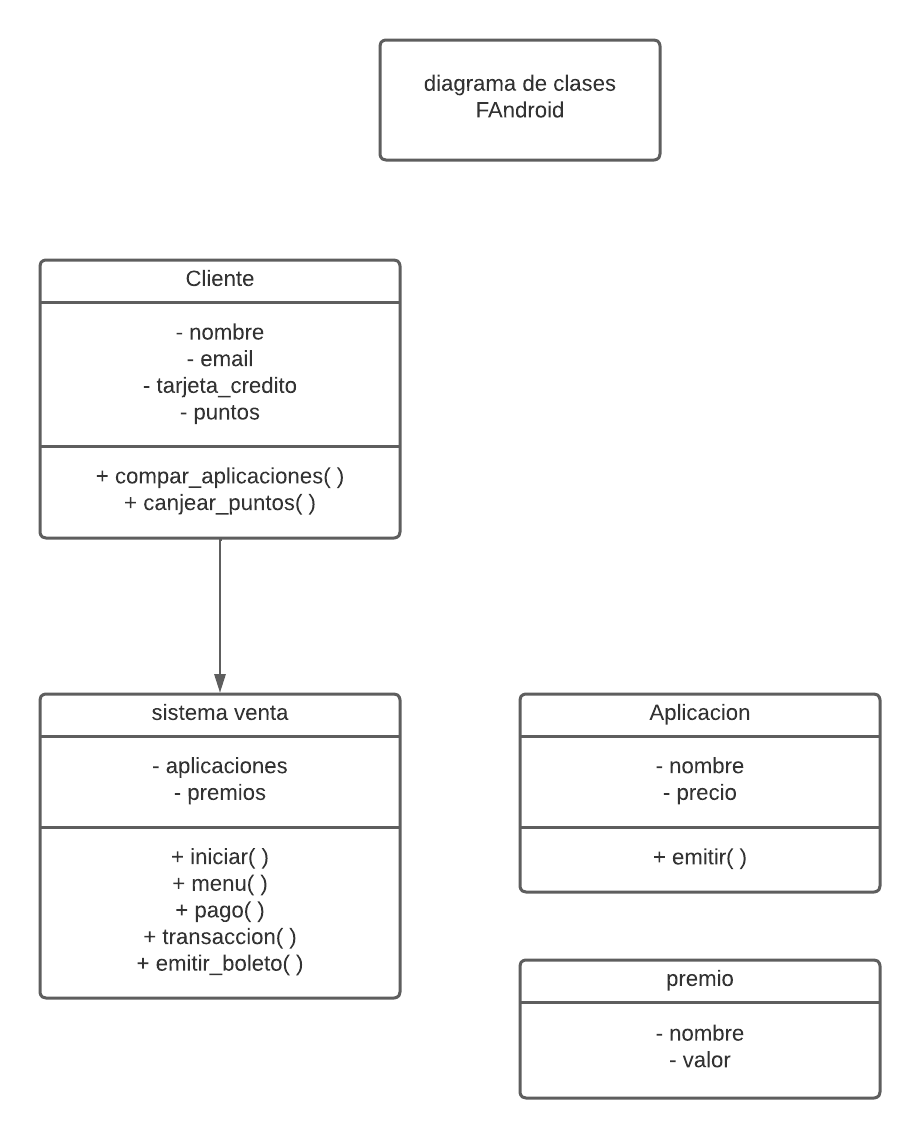 diagrama de clases
FAndroid
Cliente
- nombre
- email
- tarjeta_credito
- puntos
+ compar_aplicaciones( )
+ canjear_puntos( )
sistema venta
- aplicaciones
- premios
+ iniciar( )
+ menu( )
+ pago( )
+ transaccion( )
+ emitir_boleto( )
Aplicacion
- nombre
- precio
+ emitir( )
premio
- nombre
- valor